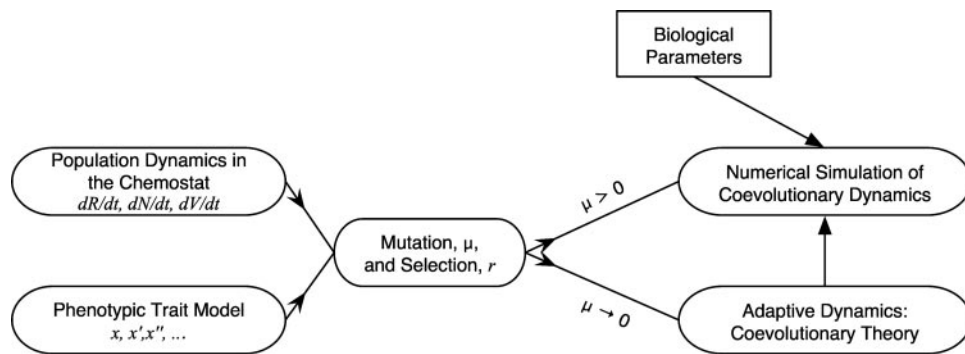 Biological
Parameters
Population Dynamics in
the Chemostat
dR/dt, dN/dt, dV/dt
Numerical Simulation of
Coevolutionary Dynamics
μ > 0
Mutation, μ,
and Selection, r
μ → 0
Phenotypic Trait Model
x, x′,x″, ...
Adaptive Dynamics:
Coevolutionary Theory